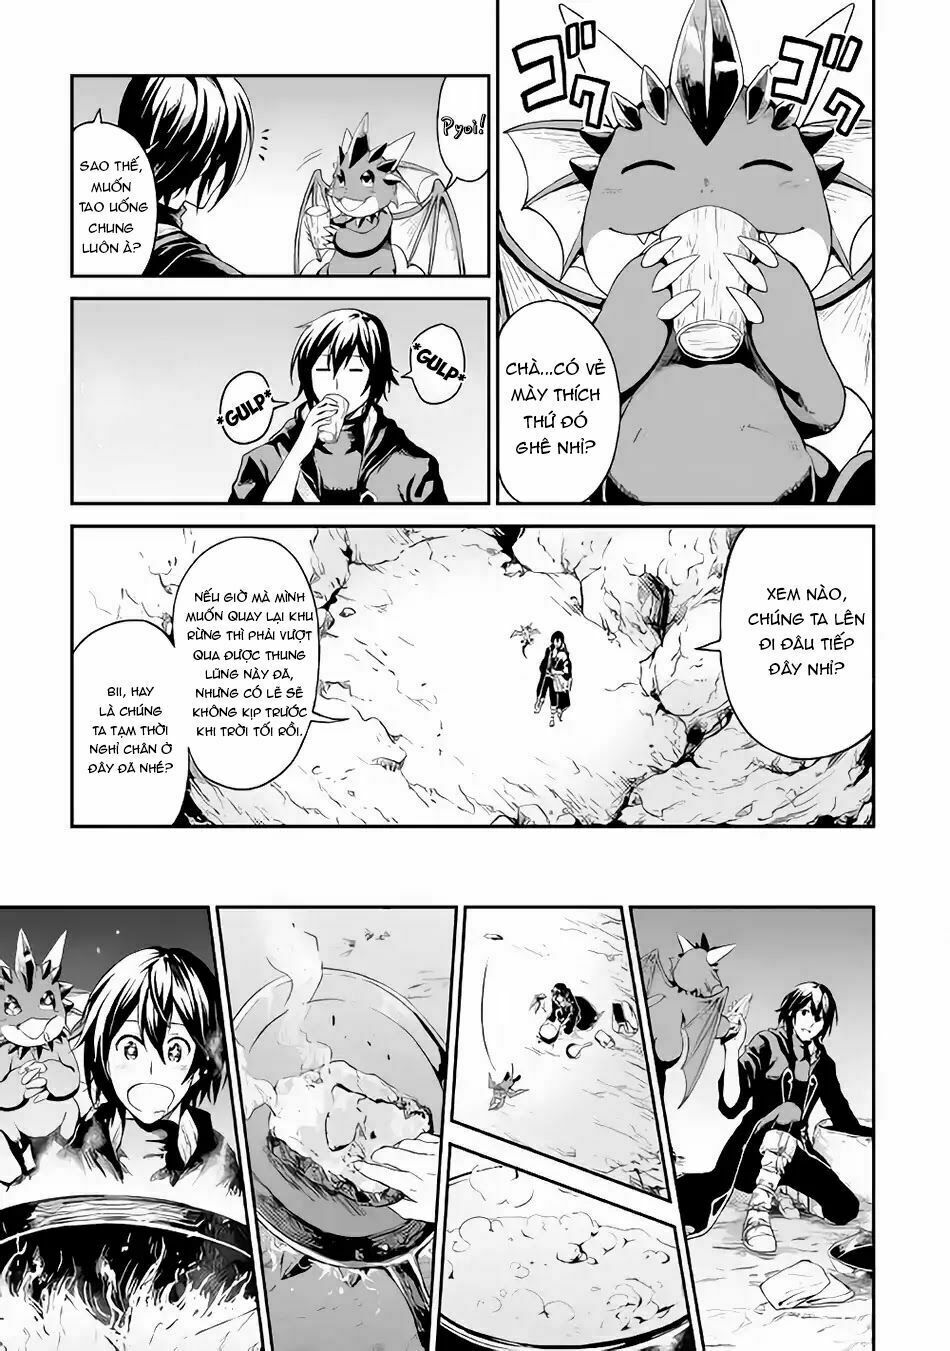 ゴク
ゴク
CHÀ...CÓ VẺ
MÀY THÍCH
THỨ ĐÓ
GHÊ NHỈ?
Pyoi!
SAO THẾ,
MUỐN
TAO UỐNG
CHUNG
LUÔN À?
*GULP*
*GULP*
XEM NÀO,
CHÚNG TA LÊN
ĐI ĐÂU TIẾP
ĐÂY NHỈ?
NẾU GIỜ MÀ MÌNH
MUỐN QUAY LẠI KHU
RỪNG THÌ PHẢI VƯỢT
QUA ĐƯỢC THUNG
LŨNG NÀY ĐÃ,
NHƯNG CÓ LẼ SẼ
KHÔNG KỊP TRƯỚC
KHI TRỜI TỐI RỒI.
BII, HAY
LÀ CHÚNG
TA TẠM THỜI
NGHỈ CHÂN Ở
ĐÂY ĐÃ NHÉ?